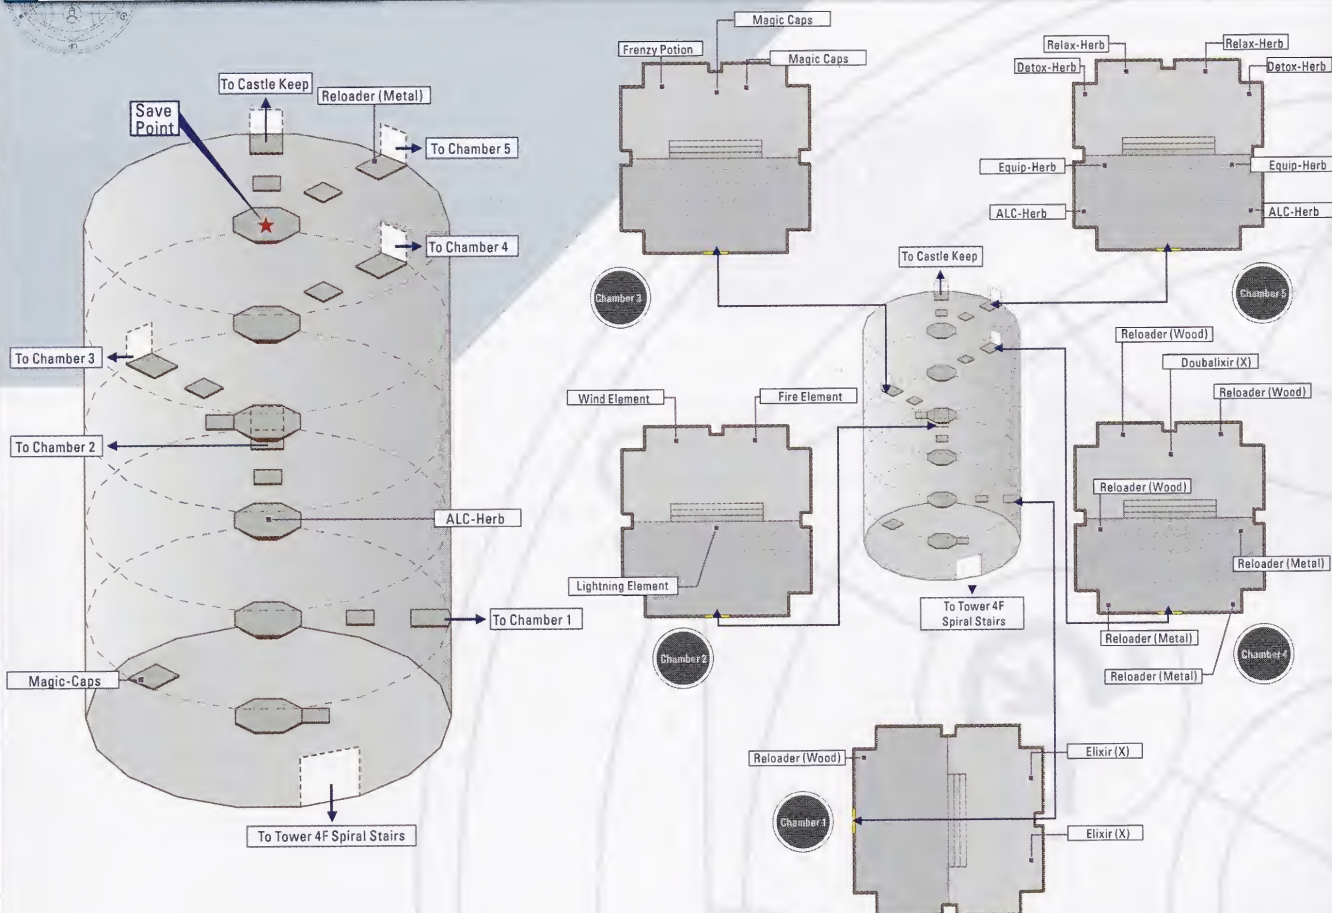 To Castle Keep
Reloader (Metal)
Save
Point
To Chamber 5
To Chamber 4
To Chamber 3
To Chamber 2
ALC-Herb
To Chamber 1
Magic-Caps
To Tower 4F Spiral Stairs
Magic Caps
Frenzy Potion
Magic Caps
Chamber 3
Relax-Herb
Relax-Herb
Detox-Herb
Detox-Herb
Equip-Herb
Equip-Herb
ALC-Herb
ALC-Herb
Chamber 5
To Castle Keep
To Tower 4F
Spiral Stairs
Wind Element
Fire Element
Lightning Element
Chamber 2
Reloader (Wood)
Doubalixir (X)
Reloader (Wood)
Reloader (Wood)
Reloader (Metal)
Reloader (Metal)
Reloader (Metal)
Chamber 4
Reloader (Wood)
Elixir (X)
Chamber 1
Elixir (X)